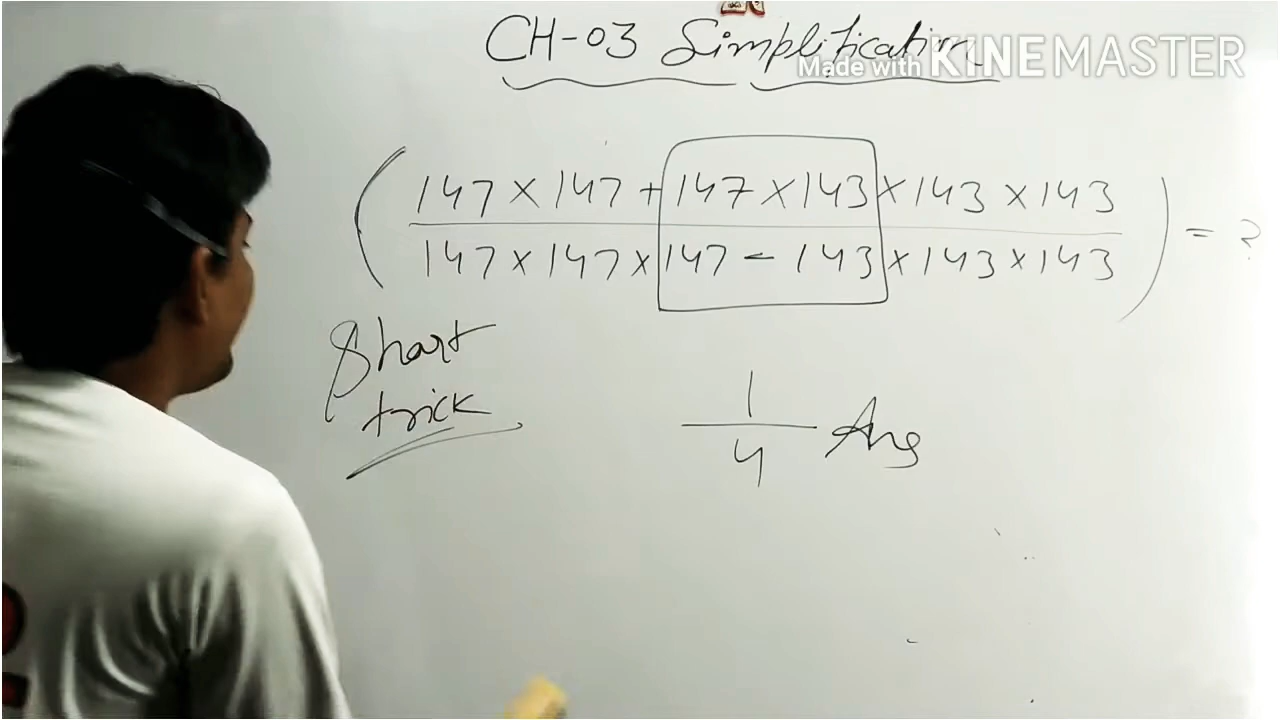 CH-03 Simplification
Made with KINEMASTER
( 147 × 147 + 147 × 143 × 143 × 143
147 × 147 × 147 - 143 × 143 × 143 ) = ?
Short
trick
1
4 Ans